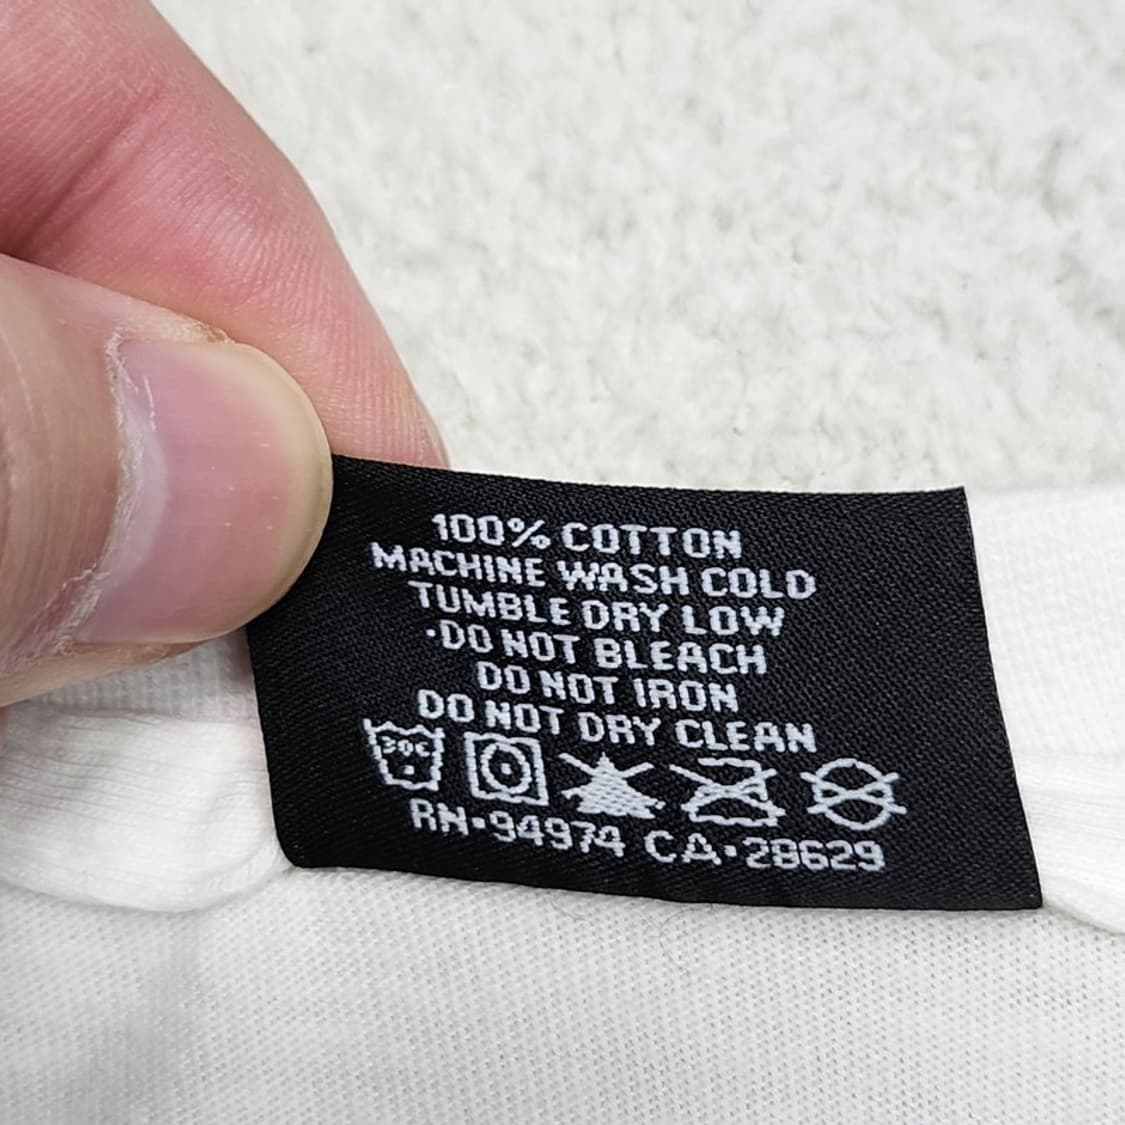 100% COTTON
MACHINE WASH COLD
TUMBLE DRY LOW
·DO NOT BLEACH
DO NOT IRON
DO NOT DRY CLEAN
30C
RN·94974 CA·28629